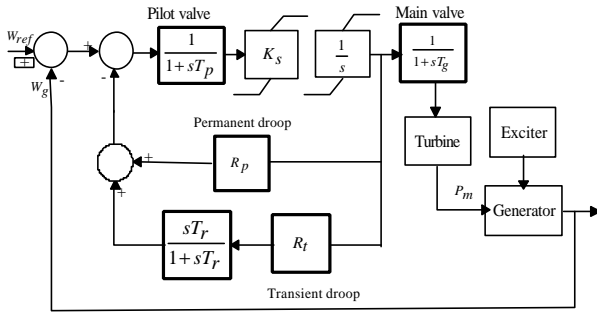 Pilot valve
Main valve
W_ref
+
-
W_g
+
-
1 / 1+sT_p
K_s
1 / s
1 / 1+sT_g
Permanent droop
Turbine
Exciter
+
R_p
+
P_m
Generator
sT_r / 1+sT_r
R_t
Transient droop